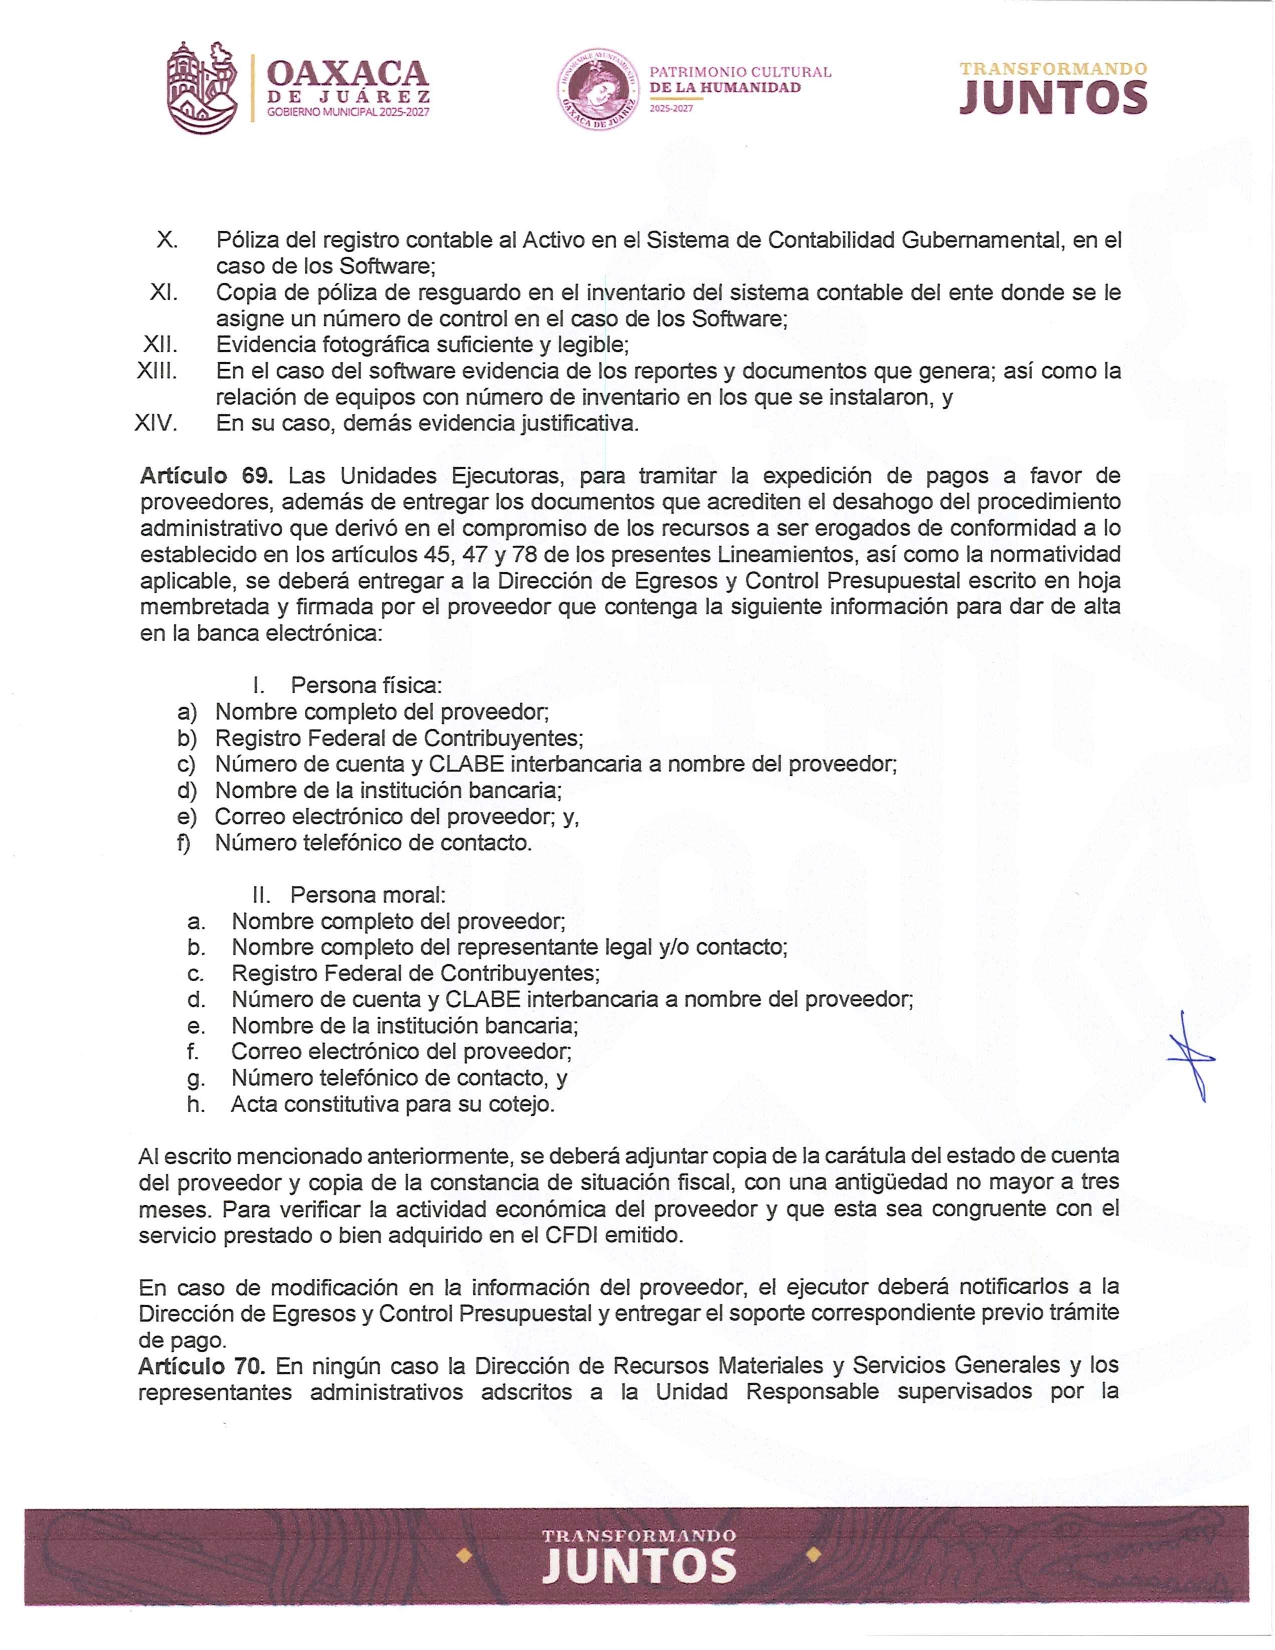 OAXACA
DE JUÁREZ
GOBIERNO MUNICIPAL 2025-2027
HONORABLE AYUNTAMIENTO
OAXACA DE JUÁREZ
PATRIMONIO CULTURAL
DE LA HUMANIDAD
2025-2027
TRANSFORMANDO
JUNTOS
X. Póliza del registro contable al Activo en el Sistema de Contabilidad Gubernamental, en el
caso de los Software;
XI. Copia de póliza de resguardo en el inventario del sistema contable del ente donde se le
asigne un número de control en el caso de los Software;
XII. Evidencia fotográfica suficiente y legible;
XIII. En el caso del software evidencia de los reportes y documentos que genera; así como la
relación de equipos con número de inventario en los que se instalaron, y
XIV. En su caso, demás evidencia justificativa.
Artículo 69. Las Unidades Ejecutoras, para tramitar la expedición de pagos a favor de
proveedores, además de entregar los documentos que acrediten el desahogo del procedimiento
administrativo que derivó en el compromiso de los recursos a ser erogados de conformidad a lo
establecido en los artículos 45, 47 y 78 de los presentes Lineamientos, así como la normatividad
aplicable, se deberá entregar a la Dirección de Egresos y Control Presupuestal escrito en hoja
membretada y firmada por el proveedor que contenga la siguiente información para dar de alta
en la banca electrónica:
I. Persona física:
a) Nombre completo del proveedor;
b) Registro Federal de Contribuyentes;
c) Número de cuenta y CLABE interbancaria a nombre del proveedor;
d) Nombre de la institución bancaria;
e) Correo electrónico del proveedor; y,
f) Número telefónico de contacto.
II. Persona moral:
a. Nombre completo del proveedor;
b. Nombre completo del representante legal y/o contacto;
c. Registro Federal de Contribuyentes;
d. Número de cuenta y CLABE interbancaria a nombre del proveedor;
e. Nombre de la institución bancaria;
f. Correo electrónico del proveedor;
g. Número telefónico de contacto, y
h. Acta constitutiva para su cotejo.
Al escrito mencionado anteriormente, se deberá adjuntar copia de la carátula del estado de cuenta
del proveedor y copia de la constancia de situación fiscal, con una antigüedad no mayor a tres
meses. Para verificar la actividad económica del proveedor y que esta sea congruente con el
servicio prestado o bien adquirido en el CFDI emitido.
En caso de modificación en la información del proveedor, el ejecutor deberá notificarlos a la
Dirección de Egresos y Control Presupuestal y entregar el soporte correspondiente previo trámite
de pago.
Artículo 70. En ningún caso la Dirección de Recursos Materiales y Servicios Generales y los
representantes administrativos adscritos a la Unidad Responsable supervisados por la
TRANSFORMANDO
JUNTOS